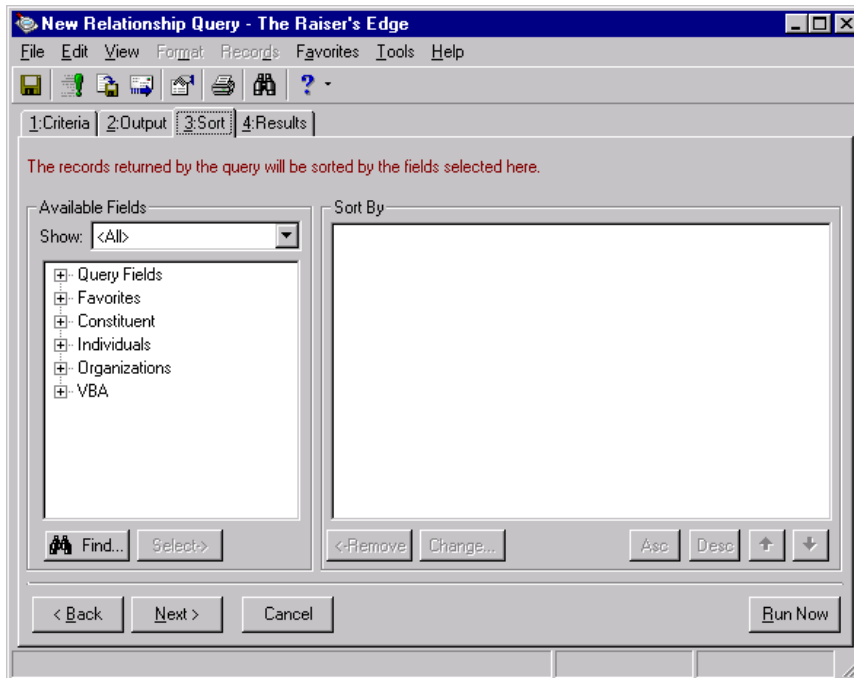 New Relationship Query - The Raiser's Edge
File Edit View Format Records Favorites Tools Help
?
1:Criteria 2:Output 3:Sort 4:Results
The records returned by the query will be sorted by the fields selected here.
Available Fields
Show: <All>
Query Fields
Favorites
Constituent
Individuals
Organizations
VBA
Find... Select->
Sort By
<-Remove Change... Asc Desc
< Back Next > Cancel Run Now